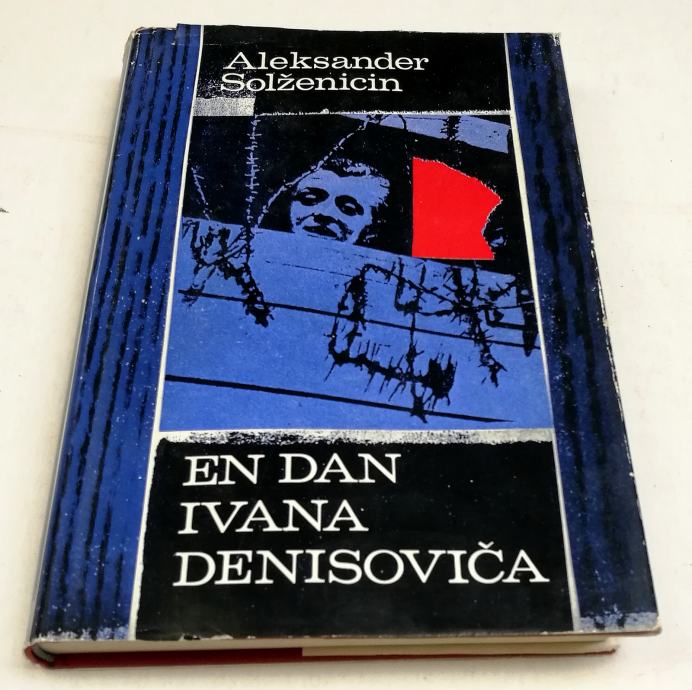 Aleksander
Solženicin
EN DAN
IVANA
DENISOVIČA